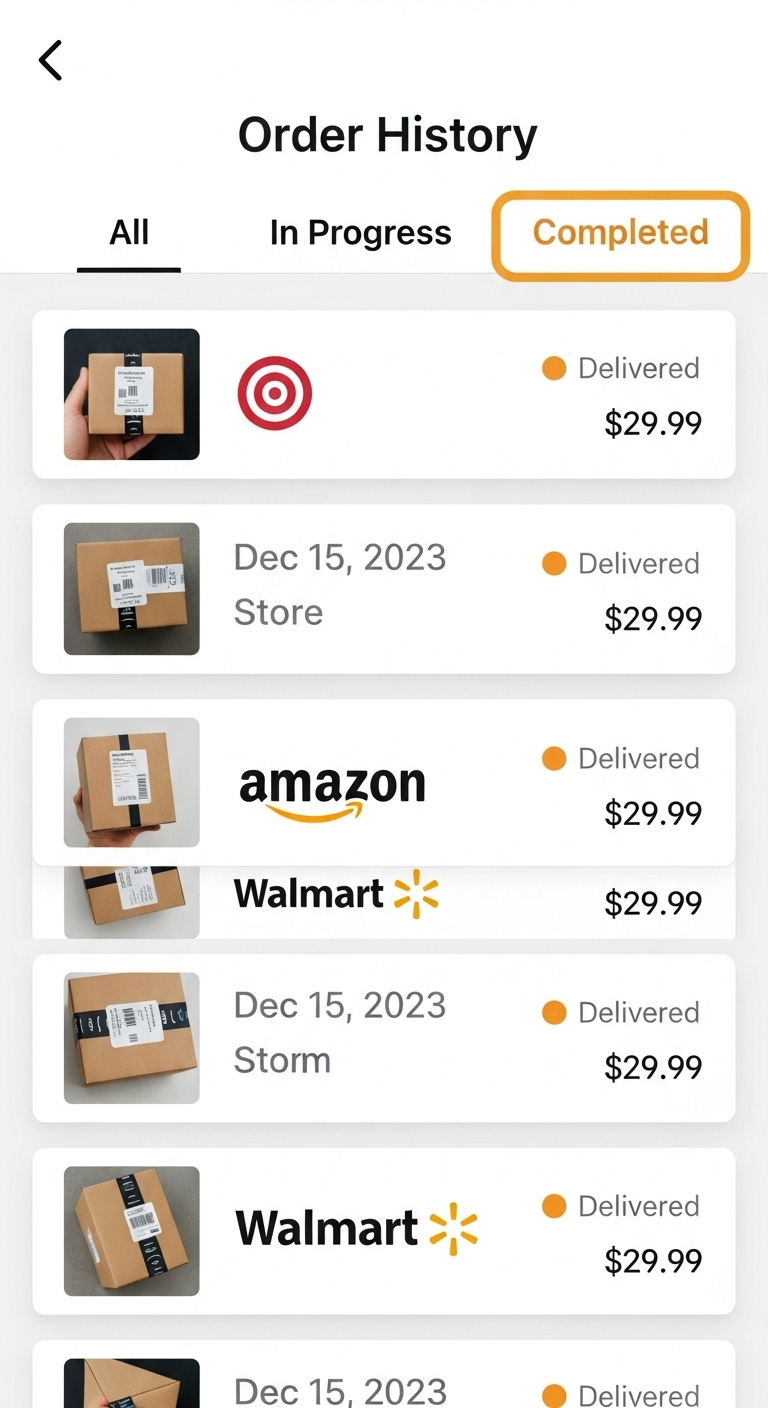 Order History
All
In Progress
Completed
Delivered
$29.99
Dec 15, 2023
Store
Delivered
$29.99
amazon
Delivered
$29.99
Walmart
$29.99
Dec 15, 2023
Storm
Delivered
$29.99
Walmart
Delivered
$29.99
Dec 15, 2023
Delivered